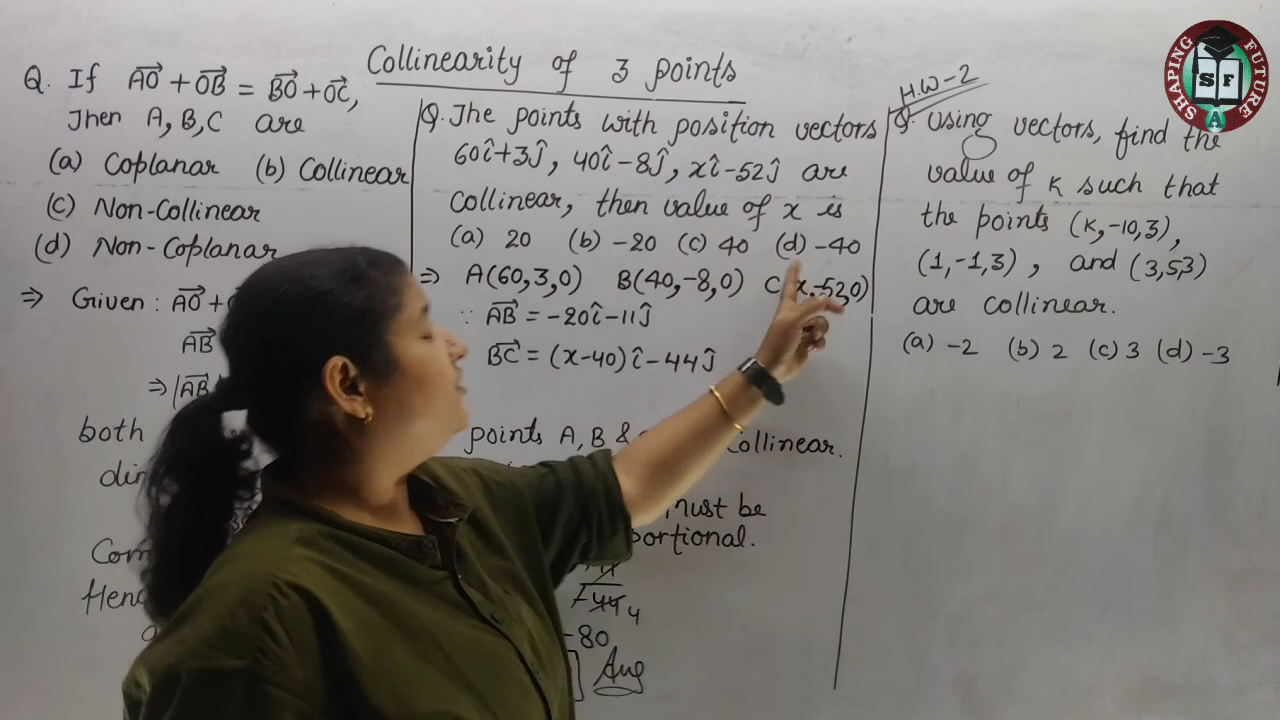 Collinearity of 3 points
Q. If AO⃗ + OB⃗ = BO⃗ + OC⃗,
Then A, B, C are
(a) Coplanar (b) Collinear
(c) Non-Collinear
(d) Non-Coplanar
⇒ Given: AO⃗ +
AB⃗
⇒ |AB⃗|
both
Q. The points with position vectors
60î+3ĵ, 40î-8ĵ, xî-52ĵ are
collinear, then value of x is
(a) 20 (b) -20 (c) 40 (d) -40
⇒ A(60,3,0) B(40,-8,0) C x,-52,0)
∵ AB⃗ = -20î-11ĵ
BC⃗ = (x-40)î-44ĵ
points A, B & Collinear.
must be
-44 4
-80
Ans
H.W-2
Q. Using vectors, find the
value of K such that
the points (K,-10,3),
(1,-1,3), and (3,5,3)
are collinear.
(a) -2 (b) 2 (c) 3 (d) -3
SHAPING FUTURE
S F
A